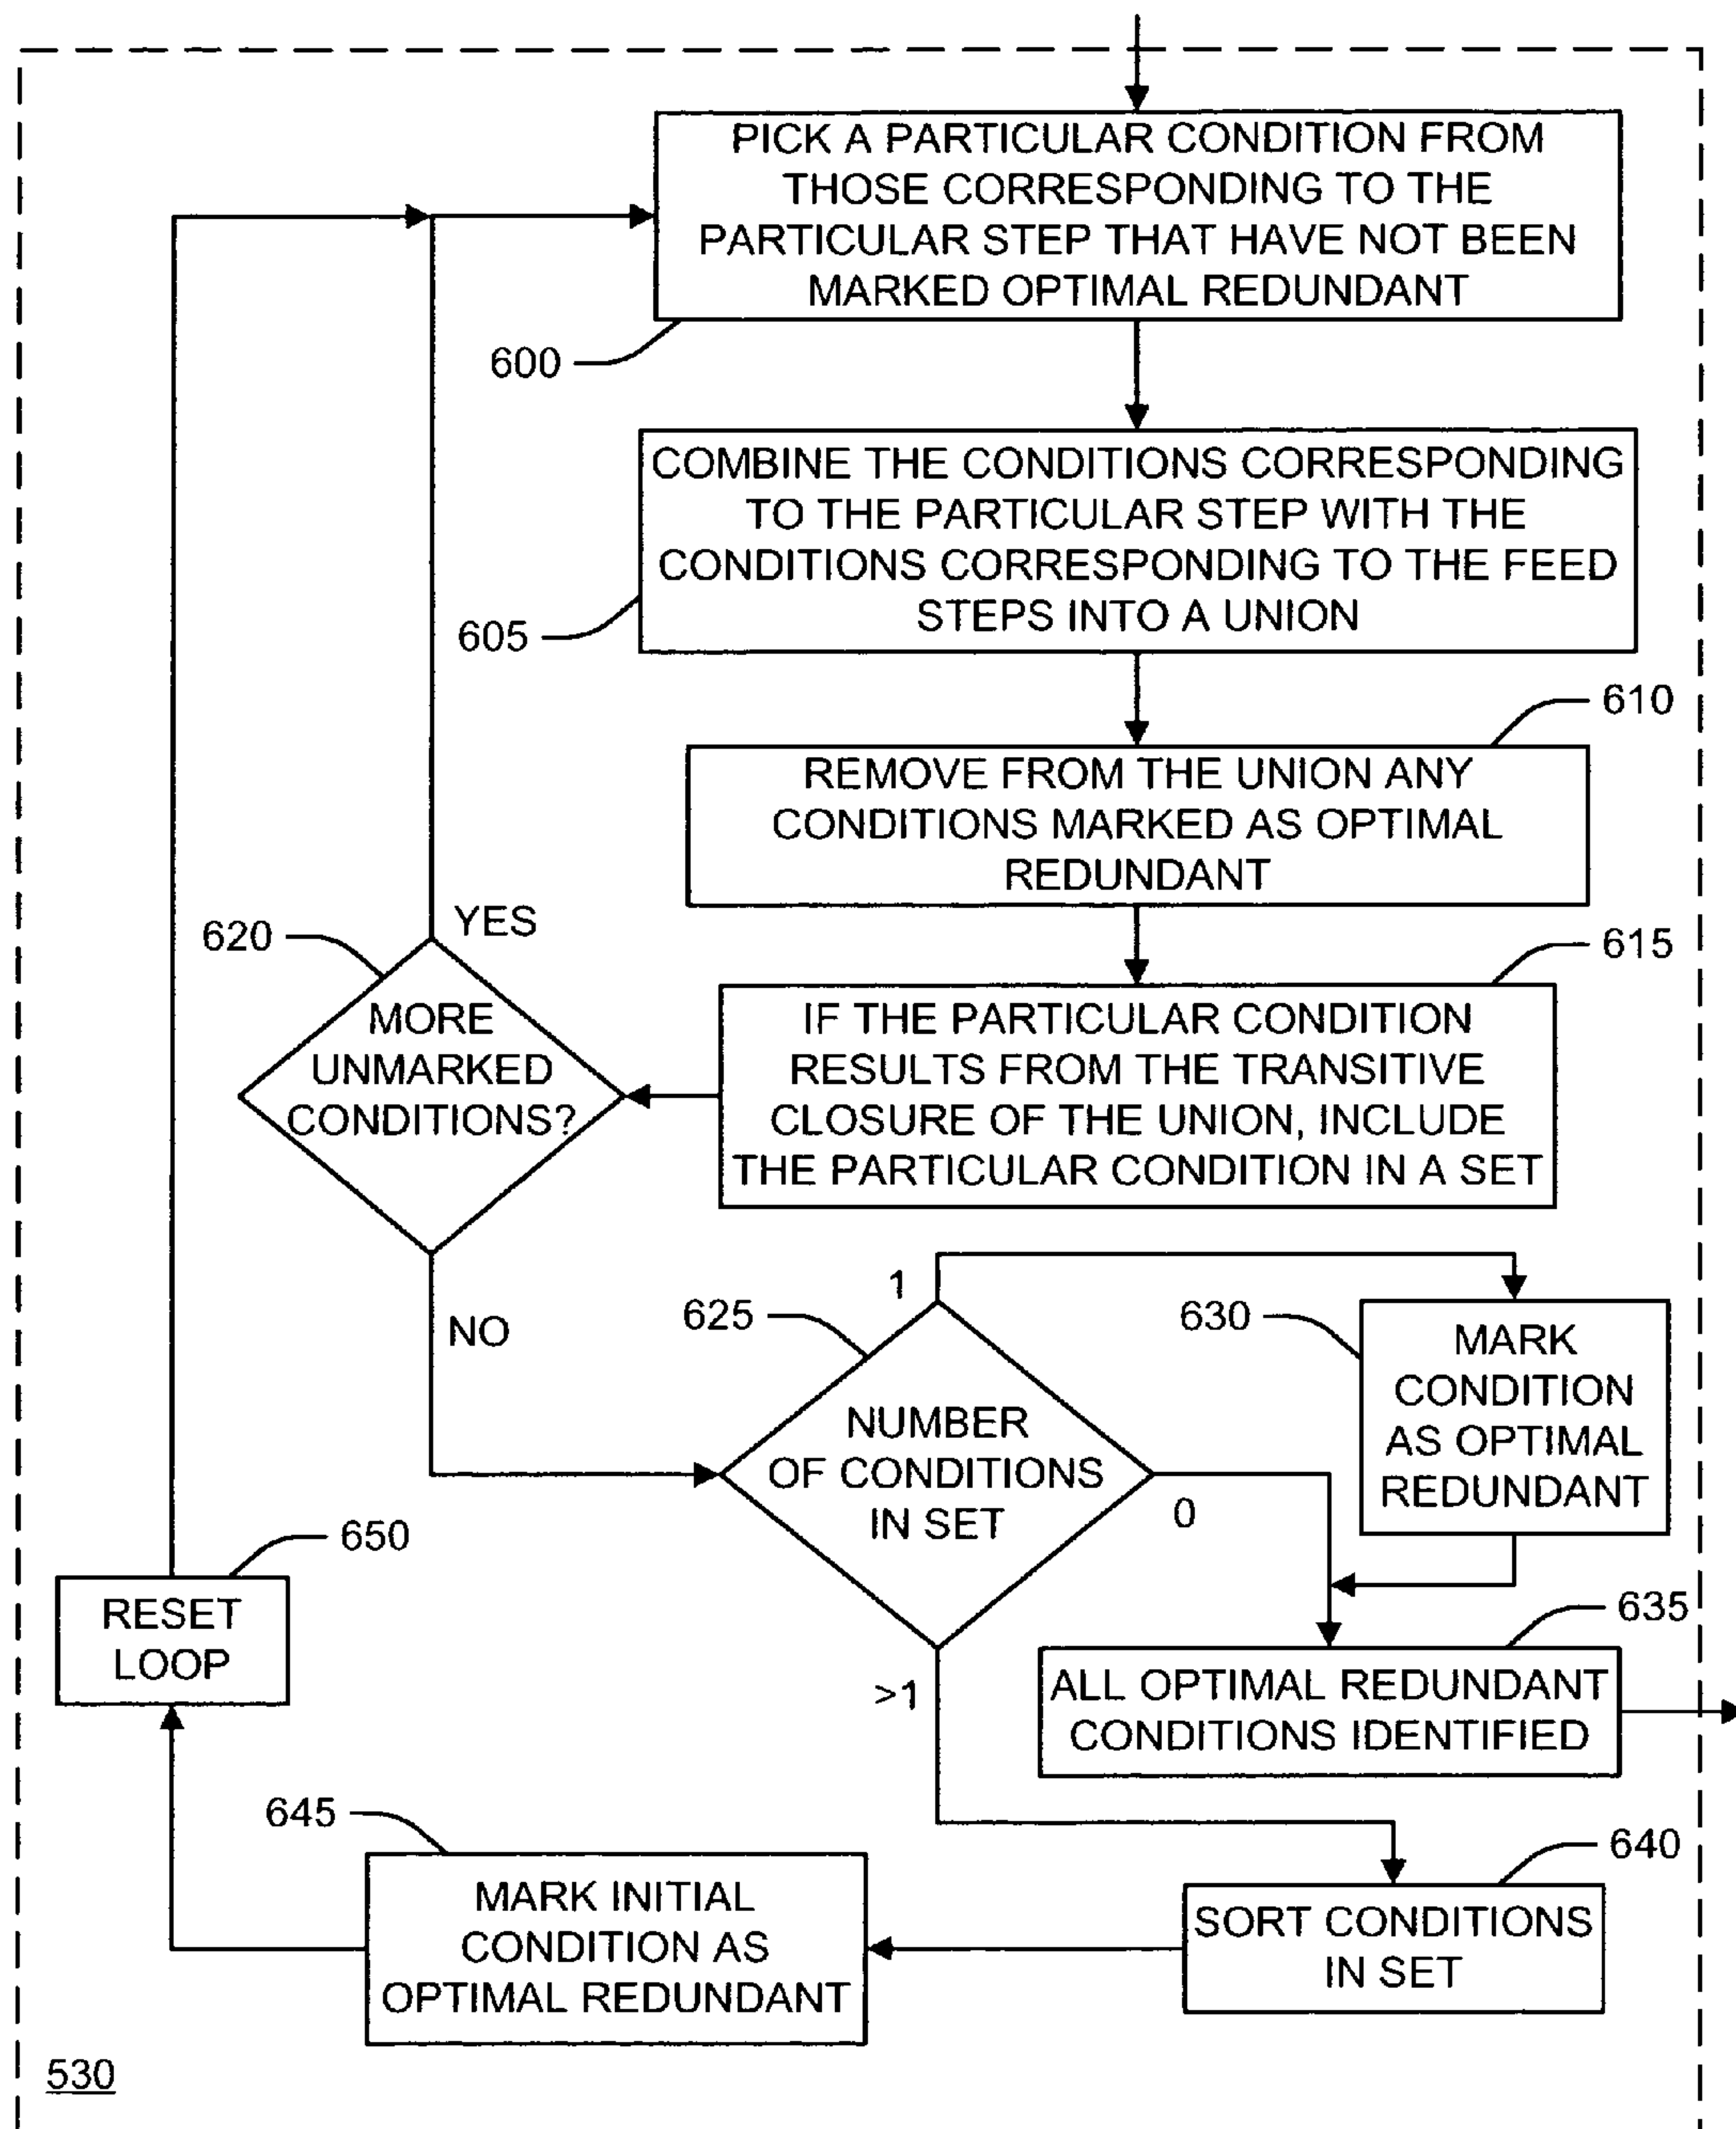 PICK A PARTICULAR CONDITION FROM
THOSE CORRESPONDING TO THE
PARTICULAR STEP THAT HAVE NOT BEEN
MARKED OPTIMAL REDUNDANT
600
COMBINE THE CONDITIONS CORRESPONDING
TO THE PARTICULAR STEP WITH THE
CONDITIONS CORRESPONDING TO THE FEED
STEPS INTO A UNION
605
610
REMOVE FROM THE UNION ANY
CONDITIONS MARKED AS OPTIMAL
REDUNDANT
615
IF THE PARTICULAR CONDITION
RESULTS FROM THE TRANSITIVE
CLOSURE OF THE UNION, INCLUDE
THE PARTICULAR CONDITION IN A SET
620
YES
MORE
UNMARKED
CONDITIONS?
NO
625
1
NUMBER
OF CONDITIONS
IN SET
0
>1
630
MARK
CONDITION
AS OPTIMAL
REDUNDANT
635
ALL OPTIMAL REDUNDANT
CONDITIONS IDENTIFIED
640
SORT CONDITIONS
IN SET
645
MARK INITIAL
CONDITION AS
OPTIMAL REDUNDANT
650
RESET
LOOP
530